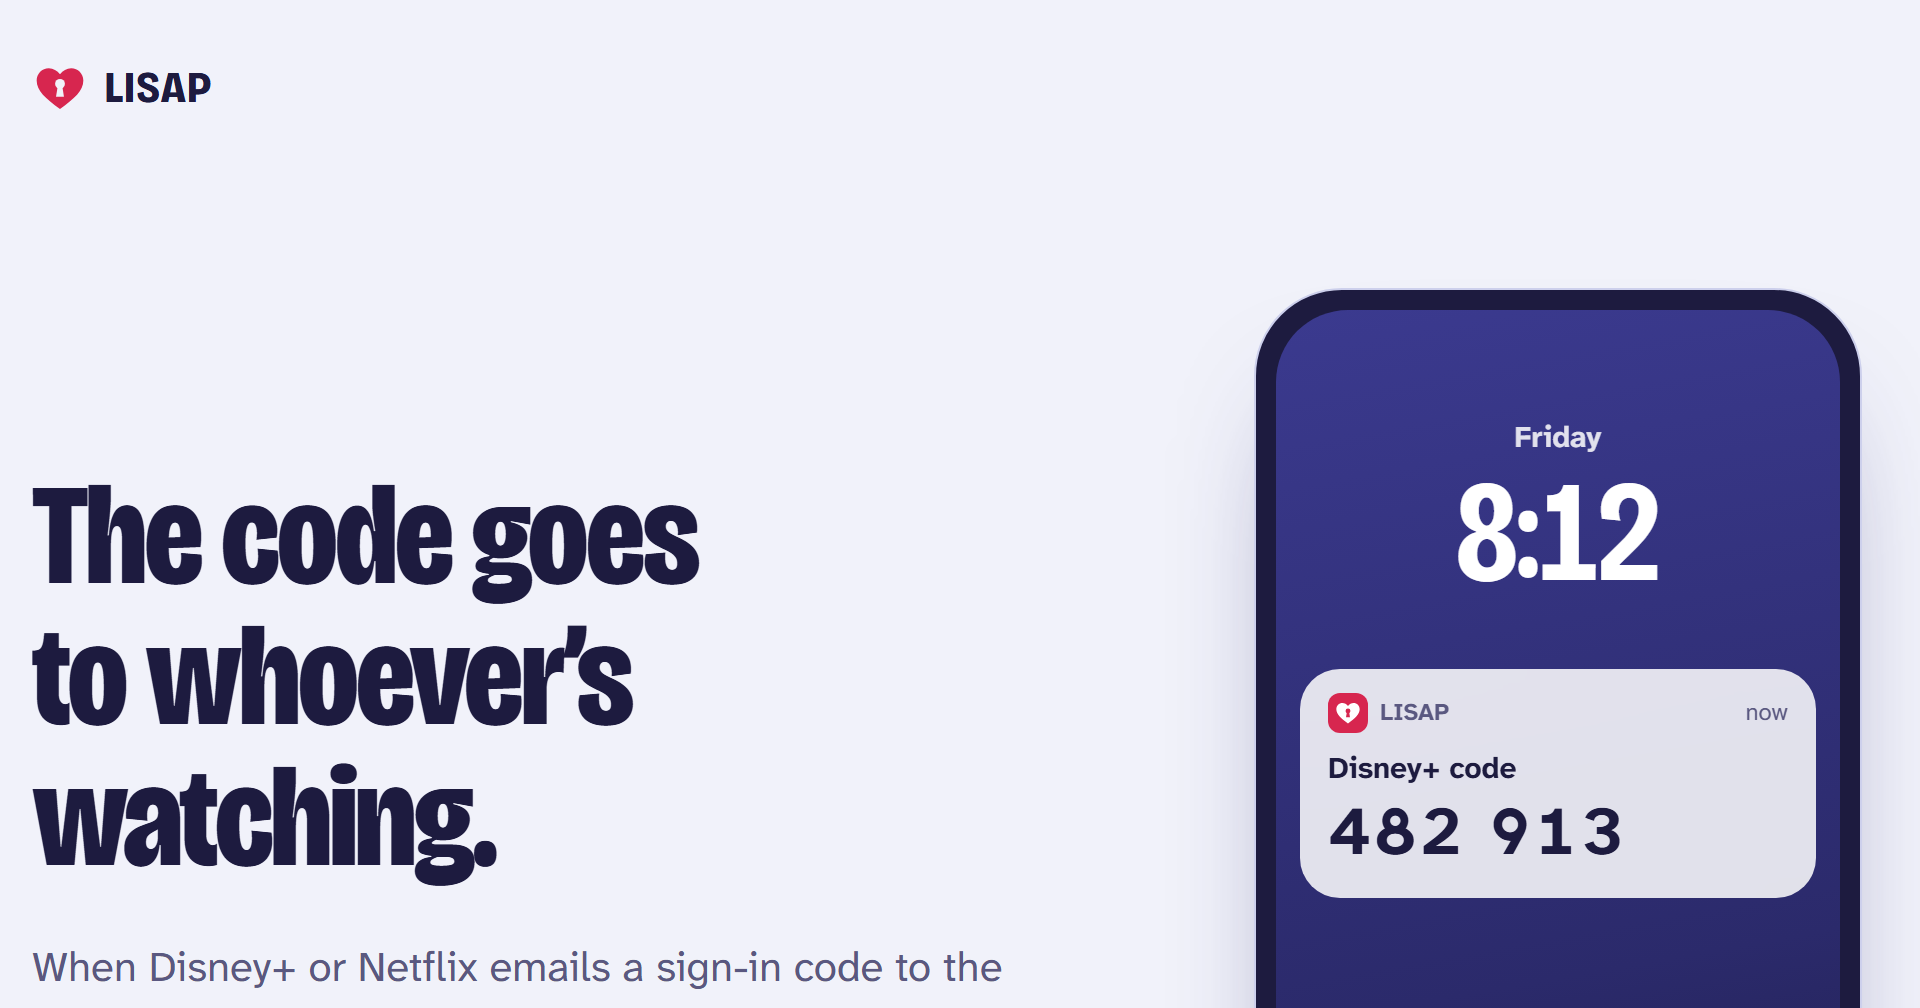 LISAP
The code goes
to whoever’s
watching.
When Disney+ or Netflix emails a sign-in code to the
Friday
8:12
LISAP now
Disney+ code
482 913